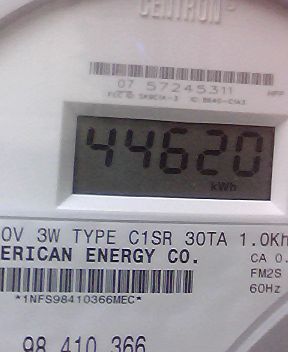 CENTRON
07 57245311
44620
kWh
0V 3W TYPE C1SR 30TA 1.0Kh
ERICAN ENERGY CO.
CA 0.
FM2S
60Hz
*1NFS98410366MEC*
98 410 366